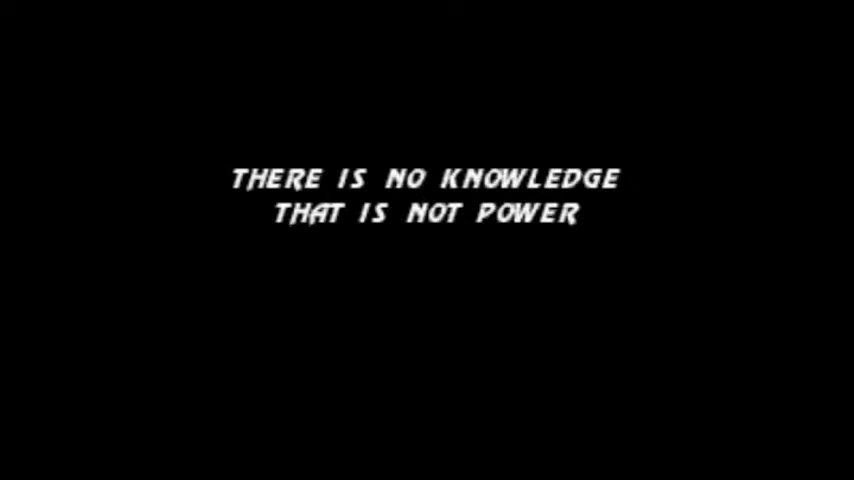 THERE IS NO KNOWLEDGE
THAT IS NOT POWER